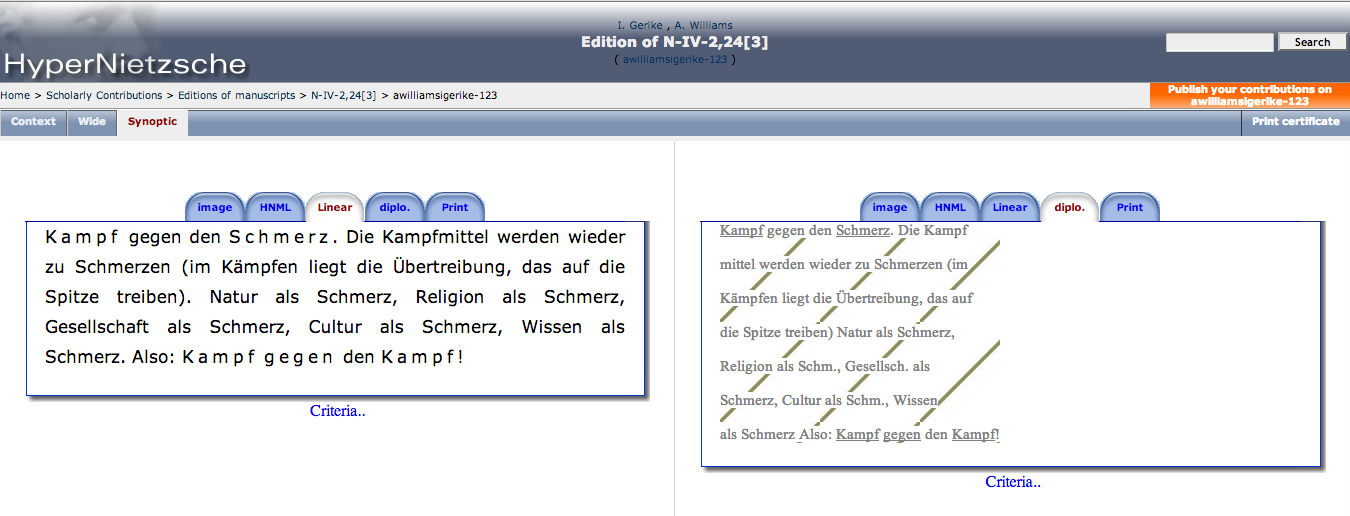 I. Gerike , A. Williams
Edition of N-IV-2,24[3]
( awilliamsigerike-123 )
HyperNietzsche
Search
Home > Scholarly Contributions > Editions of manuscripts > N-IV-2,24[3] > awilliamsigerike-123
Publish your contributions on
awilliamsigerike-123
Context Wide Synoptic
Print certificate
image HNML Linear diplo. Print
Kampf gegen den Schmerz. Die Kampfmittel werden wieder
zu Schmerzen (im Kämpfen liegt die Übertreibung, das auf die
Spitze treiben). Natur als Schmerz, Religion als Schmerz,
Gesellschaft als Schmerz, Cultur als Schmerz, Wissen als
Schmerz. Also: Kampf gegen den Kampf!
Criteria..
image HNML Linear diplo. Print
Kampf gegen den Schmerz. Die Kampf
mittel werden wieder zu Schmerzen (im
Kämpfen liegt die Übertreibung, das auf
die Spitze treiben) Natur als Schmerz,
Religion als Schm., Gesellsch. als
Schmerz, Cultur als Schm., Wissen
als Schmerz Also: Kampf gegen den Kampf!
Criteria..